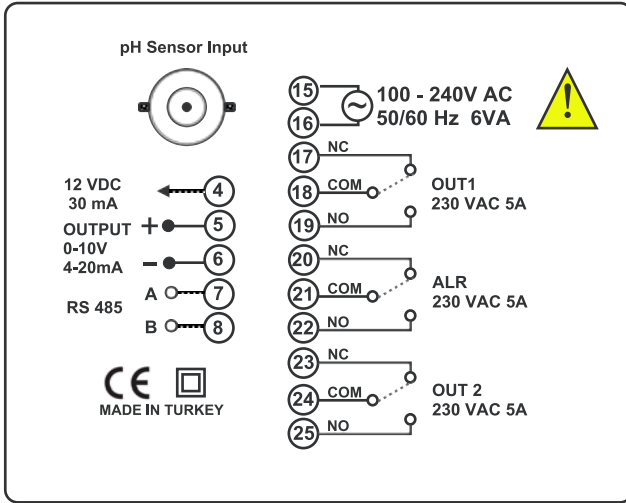 pH Sensor Input
12 VDC
30 mA
4
OUTPUT
0-10V
4-20mA
+
5
−
6
RS 485
A
7
B
8
CE
MADE IN TURKEY
15
16
~
100 - 240V AC
50/60 Hz 6VA
!
17 NC
18 COM
19 NO
OUT1
230 VAC 5A
20 NC
21 COM
22 NO
ALR
230 VAC 5A
23 NC
24 COM
25 NO
OUT 2
230 VAC 5A